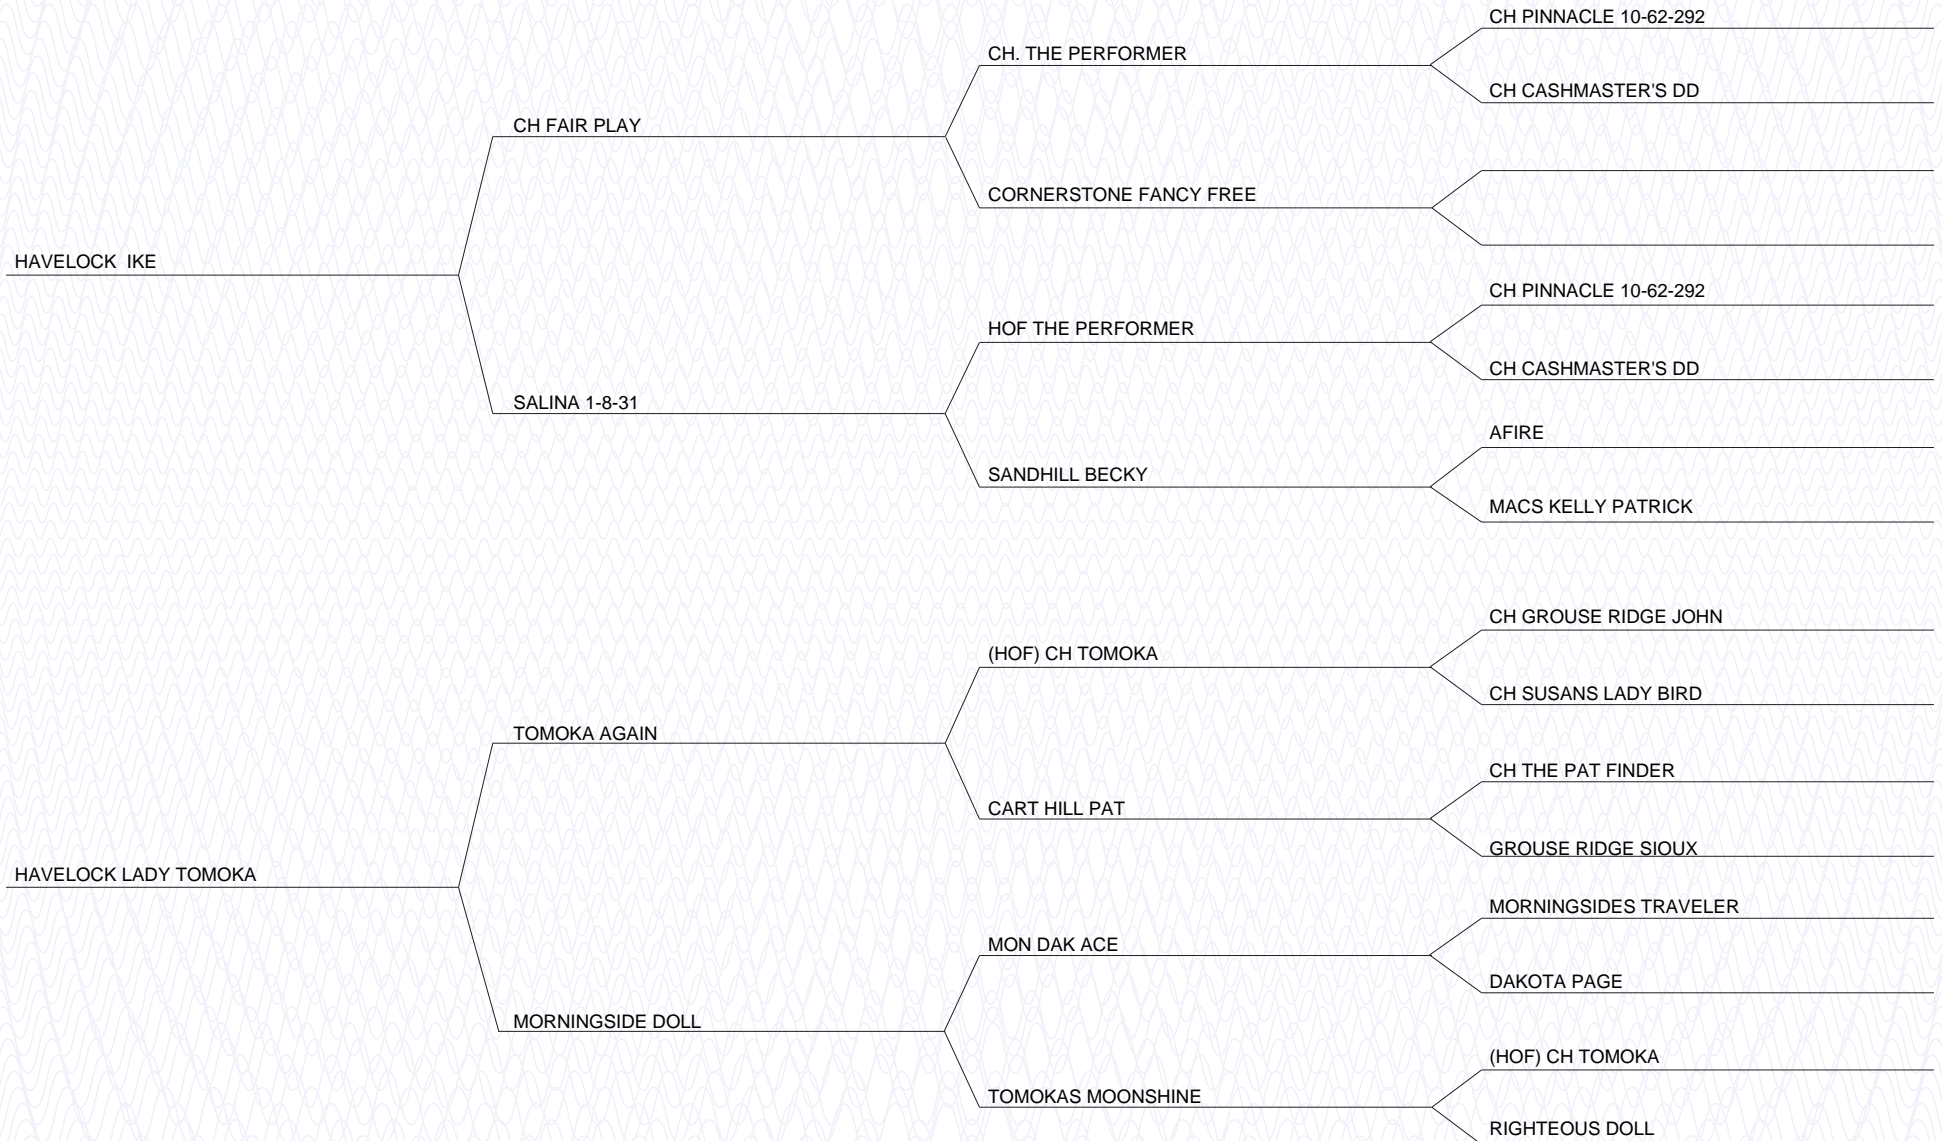 CH PINNACLE 10-62-292
CH. THE PERFORMER
CH CASHMASTER'S DD
CH FAIR PLAY
CORNERSTONE FANCY FREE
HAVELOCK  IKE
CH PINNACLE 10-62-292
HOF THE PERFORMER
CH CASHMASTER'S DD
SALINA 1-8-31
AFIRE
SANDHILL BECKY
MACS KELLY PATRICK
CH GROUSE RIDGE JOHN
(HOF) CH TOMOKA
CH SUSANS LADY BIRD
TOMOKA AGAIN
CH THE PAT FINDER
CART HILL PAT
GROUSE RIDGE SIOUX
HAVELOCK LADY TOMOKA
MORNINGSIDES TRAVELER
MON DAK ACE
DAKOTA PAGE
MORNINGSIDE DOLL
(HOF) CH TOMOKA
TOMOKAS MOONSHINE
RIGHTEOUS DOLL